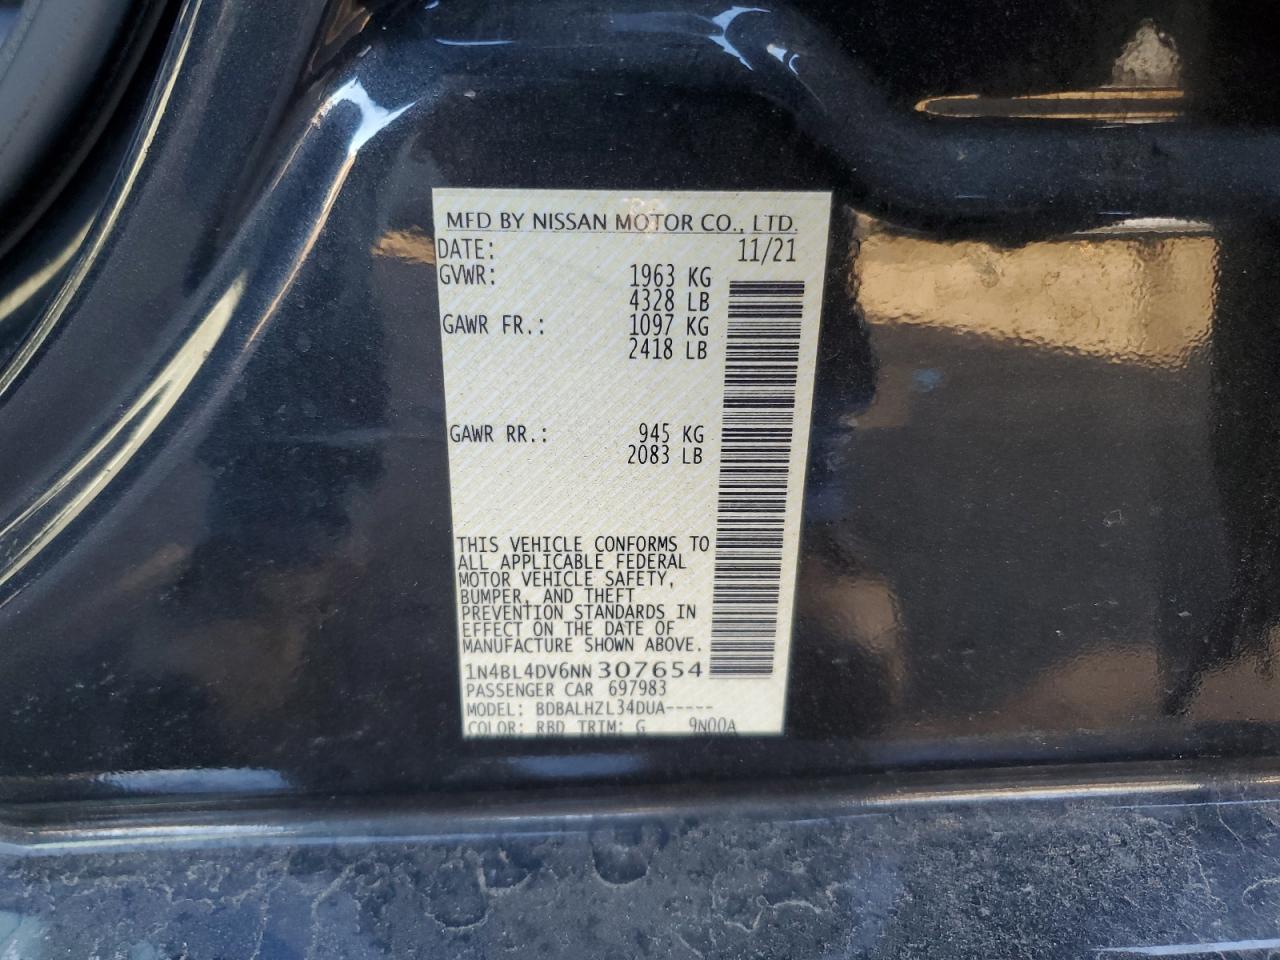 MFD BY NISSAN MOTOR CO., LTD.
DATE: 11/21
GVWR: 1963 KG
4328 LB
GAWR FR.: 1097 KG
2418 LB
GAWR RR.: 945 KG
2083 LB
THIS VEHICLE CONFORMS TO
ALL APPLICABLE FEDERAL
MOTOR VEHICLE SAFETY,
BUMPER, AND THEFT
PREVENTION STANDARDS IN
EFFECT ON THE DATE OF
MANUFACTURE SHOWN ABOVE.
1N4BL4DV6NN307654
PASSENGER CAR 697983
MODEL: BDBALHZL34DUA-----
COLOR: RBD TRIM: G 9N00A